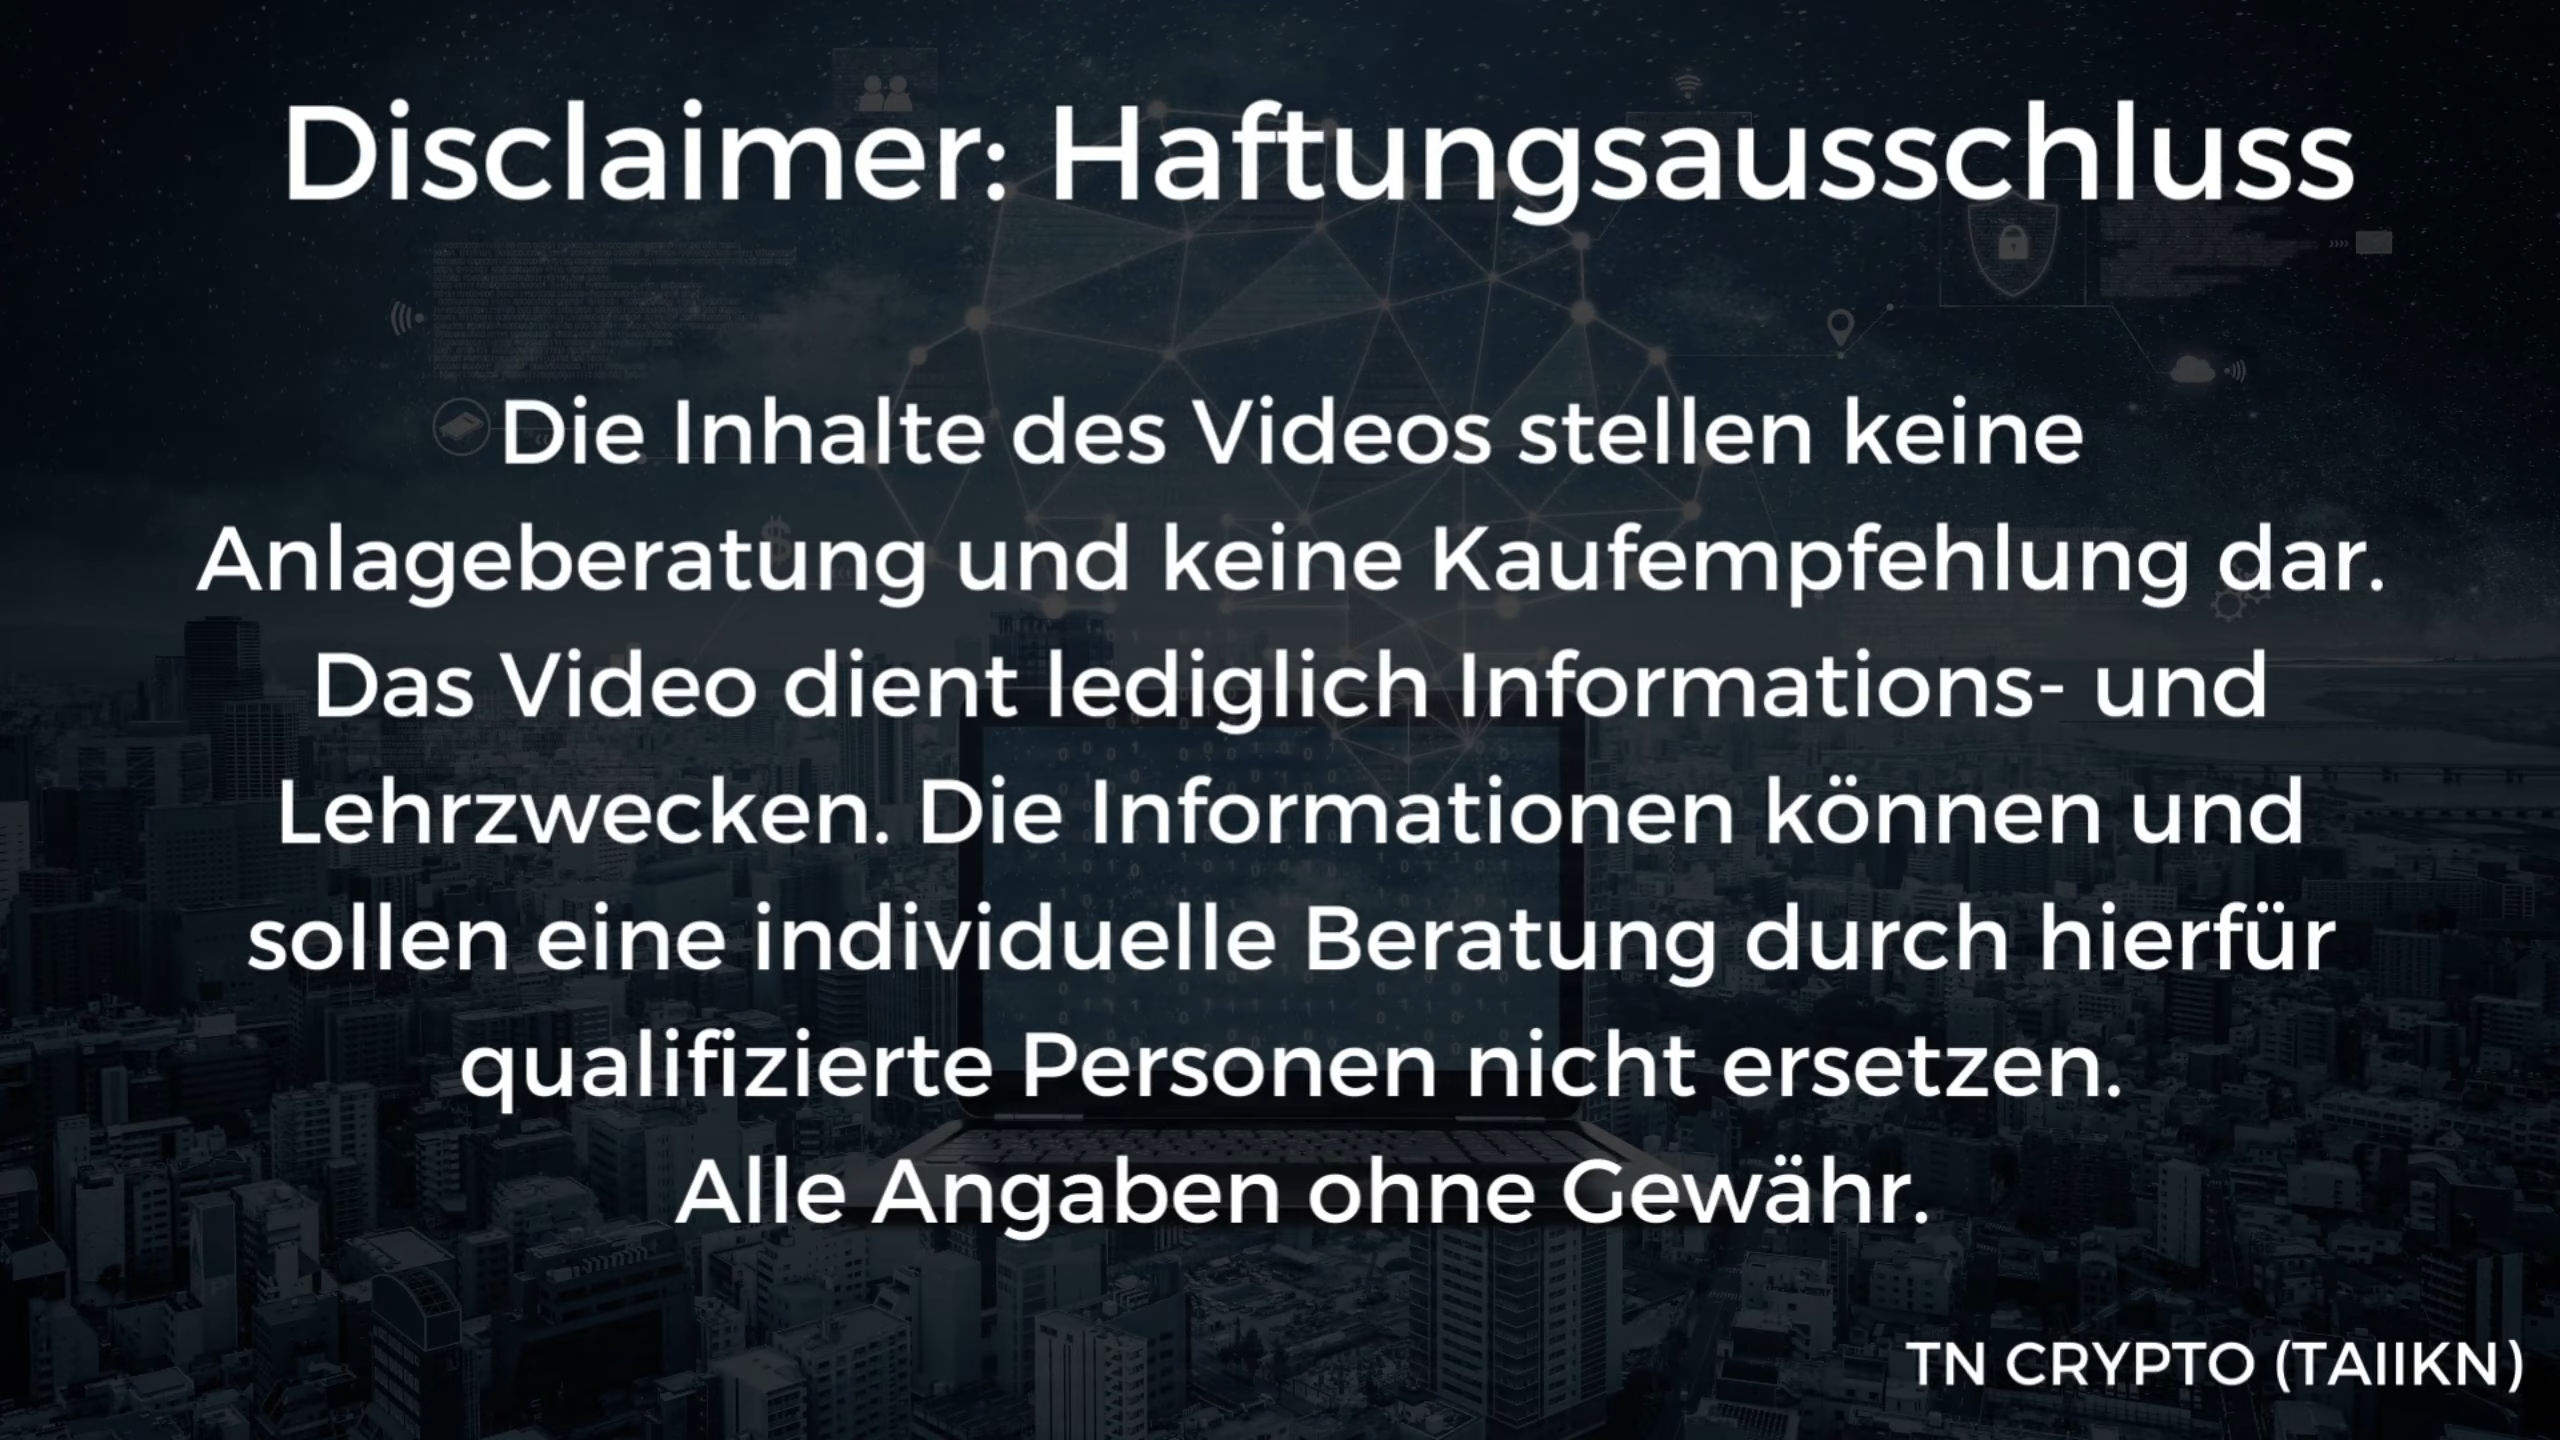 Disclaimer: Haftungsausschluss
Die Inhalte des Videos stellen keine
Anlageberatung und keine Kaufempfehlung dar.
Das Video dient lediglich Informations- und
Lehrzwecken. Die Informationen können und
sollen eine individuelle Beratung durch hierfür
qualifizierte Personen nicht ersetzen.
Alle Angaben ohne Gewähr.
TN CRYPTO (TAIIKN)